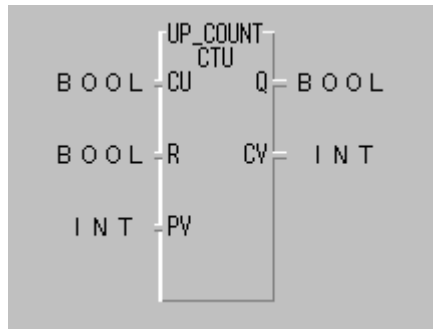 UP_COUNT
CTU
BOOL CU Q BOOL
BOOL R CV INT
INT PV